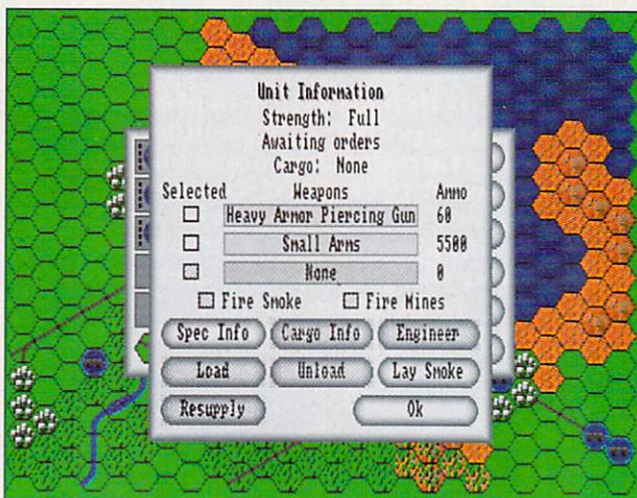 Unit Information
Strength: Full
Awaiting orders
Cargo: None
Selected Weapons Ammo
Heavy Armor Piercing Gun 60
Small Arms 5500
None 0
Fire Smoke Fire Mines
Spec Info Cargo Info Engineer
Load Unload Lay Smoke
Resupply Ok